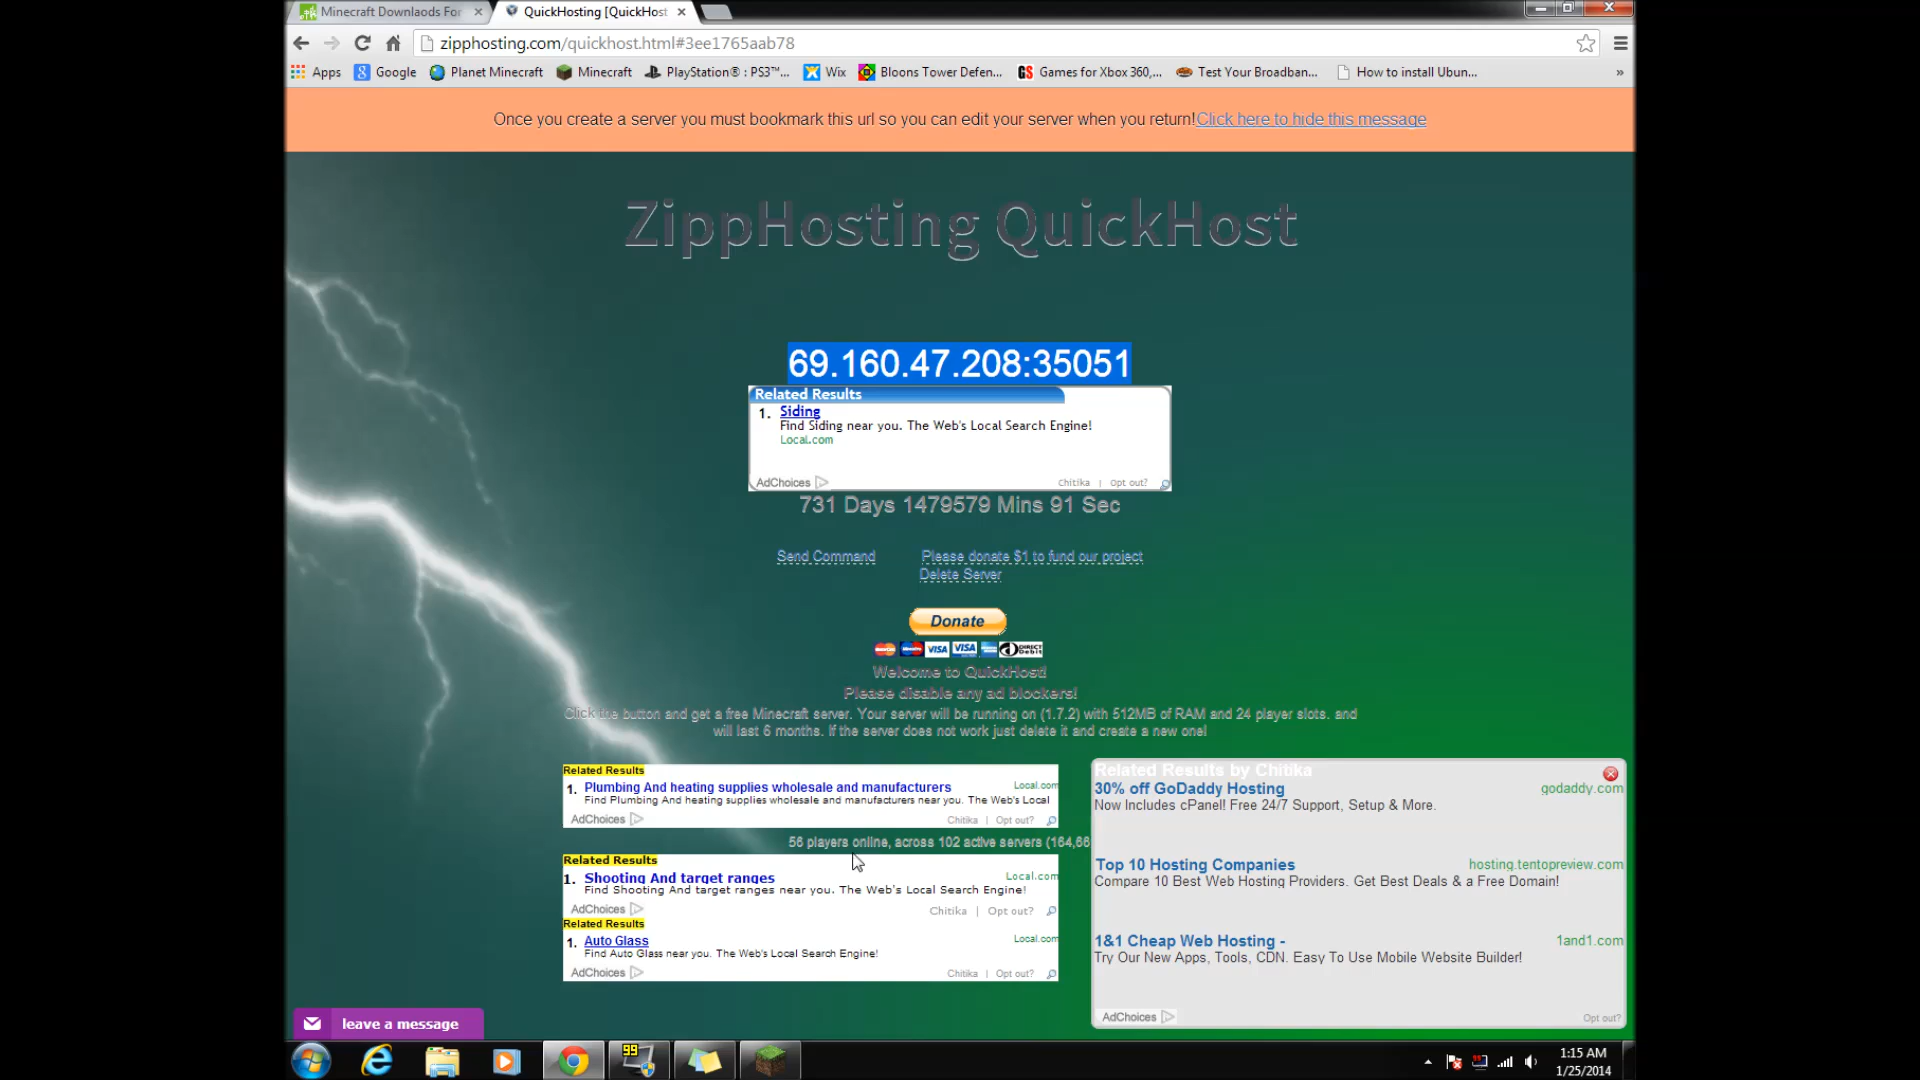 Minecraft Downlaods For
QuickHosting [QuickHost
zipphosting.com/quickhost.html#3ee1765aab78
Apps
Google
Planet Minecraft
Minecraft
PlayStation® : PS3™...
Wix
Bloons Tower Defen...
GS Games for Xbox 360,...
Test Your Broadban...
How to install Ubun...
»
Once you create a server you must bookmark this url so you can edit your server when you return!Click here to hide this message
ZippHosting QuickHost
69.160.47.208:35051
Related Results
1. Siding
Find Siding near you. The Web's Local Search Engine!
Local.com
AdChoices
Chitika | Opt out?
731 Days 1479579 Mins 91 Sec
Send Command
Please donate $1 to fund our project
Delete Server
Donate
VISA VISA DIRECT Debit
Welcome to QuickHost!
Please disable any ad blockers!
Click the button and get a free Minecraft server. Your server will be running on (1.7.2) with 512MB of RAM and 24 player slots. and
will last 6 months. If the server does not work just delete it and create a new one!
Related Results
1. Plumbing And heating supplies wholesale and manufacturers Local.com
Find Plumbing And heating supplies wholesale and manufacturers near you. The Web's Local
AdChoices
Chitika | Opt out?
56 players online, across 102 active servers (164,66
Related Results
1. Shooting And target ranges Local.com
Find Shooting And target ranges near you. The Web's Local Search Engine!
AdChoices
Chitika | Opt out?
Related Results
1. Auto Glass Local.com
Find Auto Glass near you. The Web's Local Search Engine!
AdChoices
Chitika | Opt out?
Related Results by Chitika
30% off GoDaddy Hosting godaddy.com
Now Includes cPanel! Free 24/7 Support, Setup & More.
Top 10 Hosting Companies hosting.tentopreview.com
Compare 10 Best Web Hosting Providers. Get Best Deals & a Free Domain!
1&1 Cheap Web Hosting - 1and1.com
Try Our New Apps, Tools, CDN. Easy To Use Mobile Website Builder!
AdChoices
Opt out?
leave a message
99
1:15 AM
1/25/2014